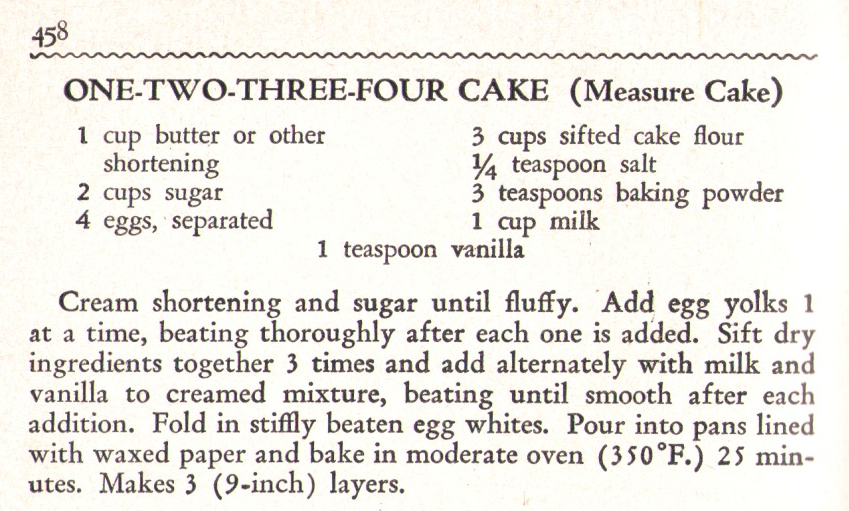 458
ONE-TWO-THREE-FOUR CAKE (Measure Cake)
1 cup butter or other
shortening
2 cups sugar
4 eggs, separated
3 cups sifted cake flour
¼ teaspoon salt
3 teaspoons baking powder
1 cup milk
1 teaspoon vanilla
Cream shortening and sugar until fluffy. Add egg yolks 1
at a time, beating thoroughly after each one is added. Sift dry
ingredients together 3 times and add alternately with milk and
vanilla to creamed mixture, beating until smooth after each
addition. Fold in stiffly beaten egg whites. Pour into pans lined
with waxed paper and bake in moderate oven (350°F.) 25 min-
utes. Makes 3 (9-inch) layers.